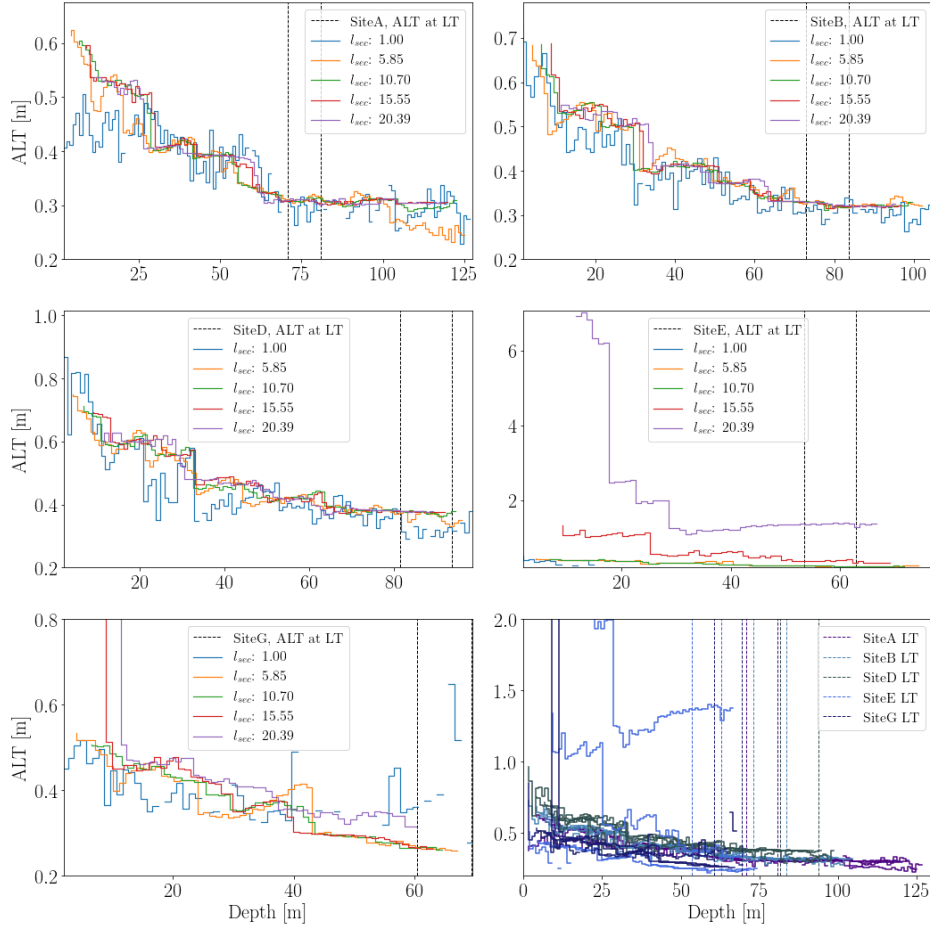 ALT [m]
0.6
0.5
0.4
0.3
0.2
25
50
75
100
125
SiteA, ALT at LT
l_sec: 1.00
l_sec: 5.85
l_sec: 10.70
l_sec: 15.55
l_sec: 20.39
0.7
0.6
0.5
0.4
0.3
0.2
20
40
60
80
100
SiteB, ALT at LT
l_sec: 1.00
l_sec: 5.85
l_sec: 10.70
l_sec: 15.55
l_sec: 20.39
ALT [m]
1.0
0.8
0.6
0.4
0.2
20
40
60
80
SiteD, ALT at LT
l_sec: 1.00
l_sec: 5.85
l_sec: 10.70
l_sec: 15.55
l_sec: 20.39
6
4
2
20
40
60
SiteE, ALT at LT
l_sec: 1.00
l_sec: 5.85
l_sec: 10.70
l_sec: 15.55
l_sec: 20.39
ALT [m]
0.8
0.6
0.4
0.2
20
40
60
Depth [m]
SiteG, ALT at LT
l_sec: 1.00
l_sec: 5.85
l_sec: 10.70
l_sec: 15.55
l_sec: 20.39
2.0
1.5
1.0
0.5
0
25
50
75
100
125
Depth [m]
SiteA LT
SiteB LT
SiteD LT
SiteE LT
SiteG LT